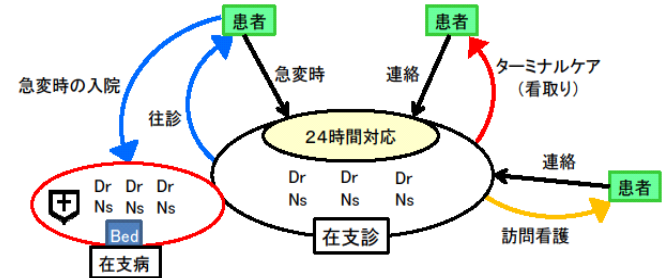 患者
患者
急変時の入院
急変時
連絡
ターミナルケア
(看取り)
往診
24時間対応
連絡
患者
Dr Dr Dr
Ns Ns Ns
Dr Dr Dr
Ns Ns Ns
Bed
在支診
訪問看護
在支病